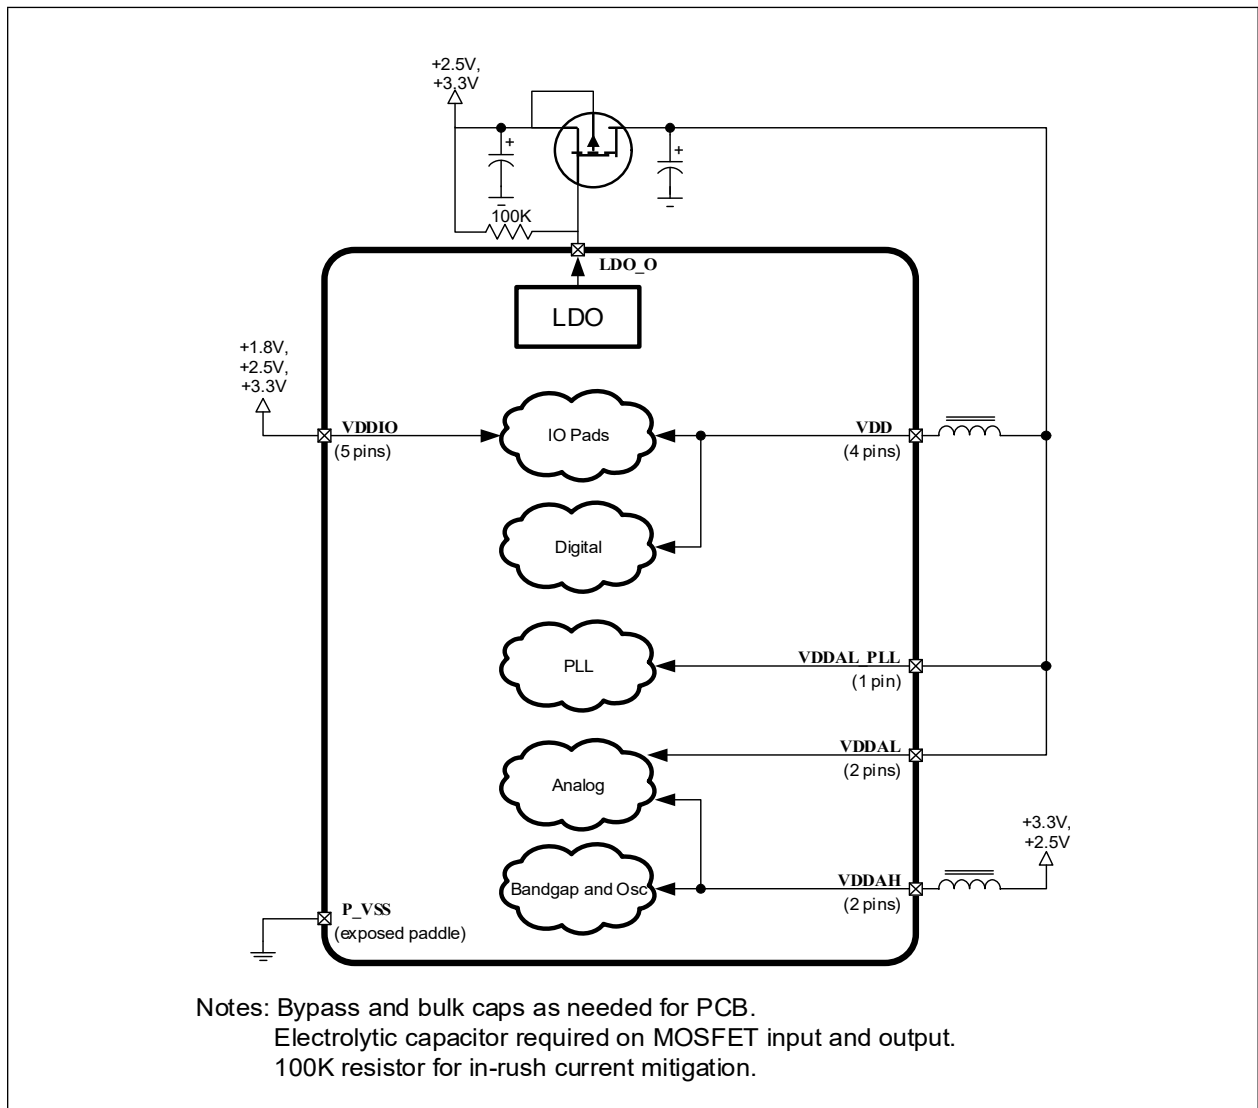 +2.5V,
+3.3V
+
+
100K
LDO_O
LDO
+1.8V,
+2.5V,
+3.3V
VDDIO
(5 pins)
IO Pads
VDD
(4 pins)
Digital
PLL
VDDAL_PLL
(1 pin)
VDDAL
(2 pins)
Analog
+3.3V,
+2.5V
Bandgap and Osc
VDDAH
(2 pins)
P_VSS
(exposed paddle)
Notes: Bypass and bulk caps as needed for PCB.
Electrolytic capacitor required on MOSFET input and output.
100K resistor for in-rush current mitigation.